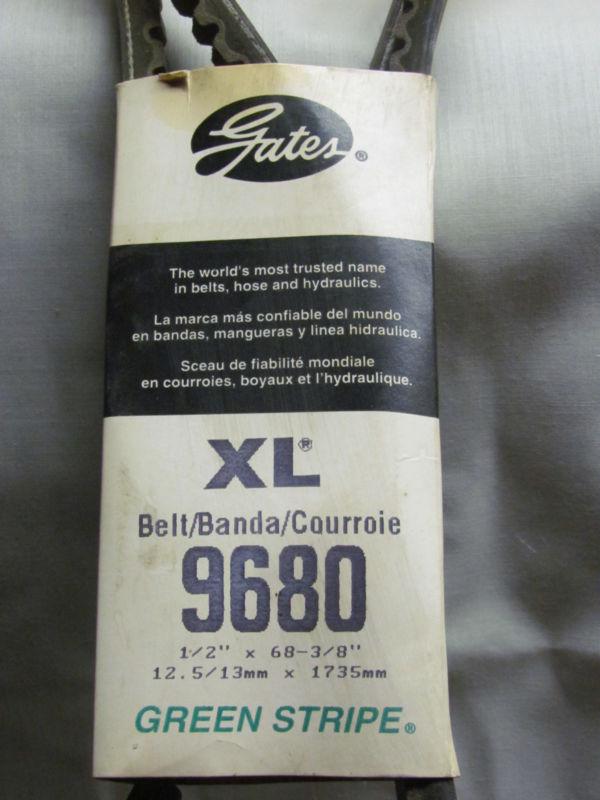 Gates®
The world's most trusted name
in belts, hose and hydraulics.
La marca más confiable del mundo
en bandas, mangueras y linea hidraulica.
Sceau de fiabilité mondiale
en courroies, boyaux et l'hydraulique.
XL®
Belt/Banda/Courroie
9680
1/2" x 68-3/8"
12.5/13mm x 1735mm
GREEN STRIPE®